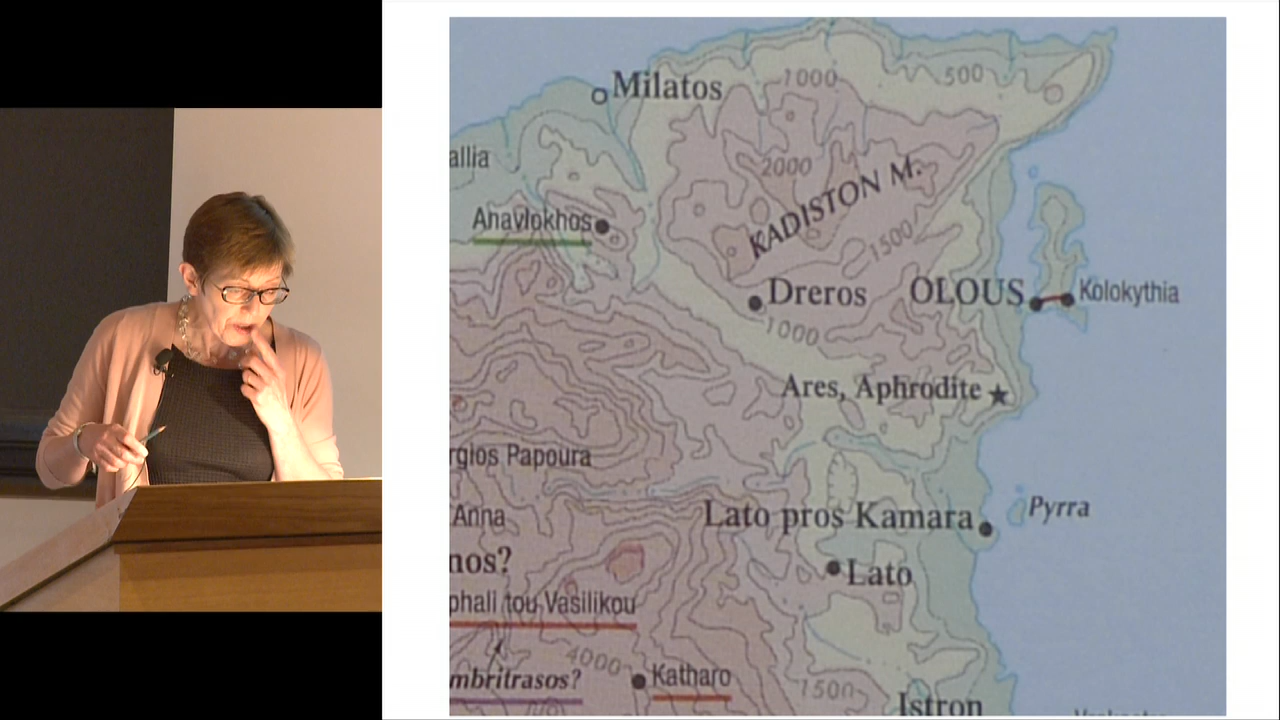 Milatos
1000
500
allia
2000
KADISTON M.
Anavlokhos
1500
Dreros
OLOUS
Kolokythia
1000
Ares, Aphrodite
rgios Papoura
Anna
Lato pros Kamara
Pyrra
nos?
Lato
phali tou Vasilikou
4000
mbritrasos?
Katharo
1500
Istron